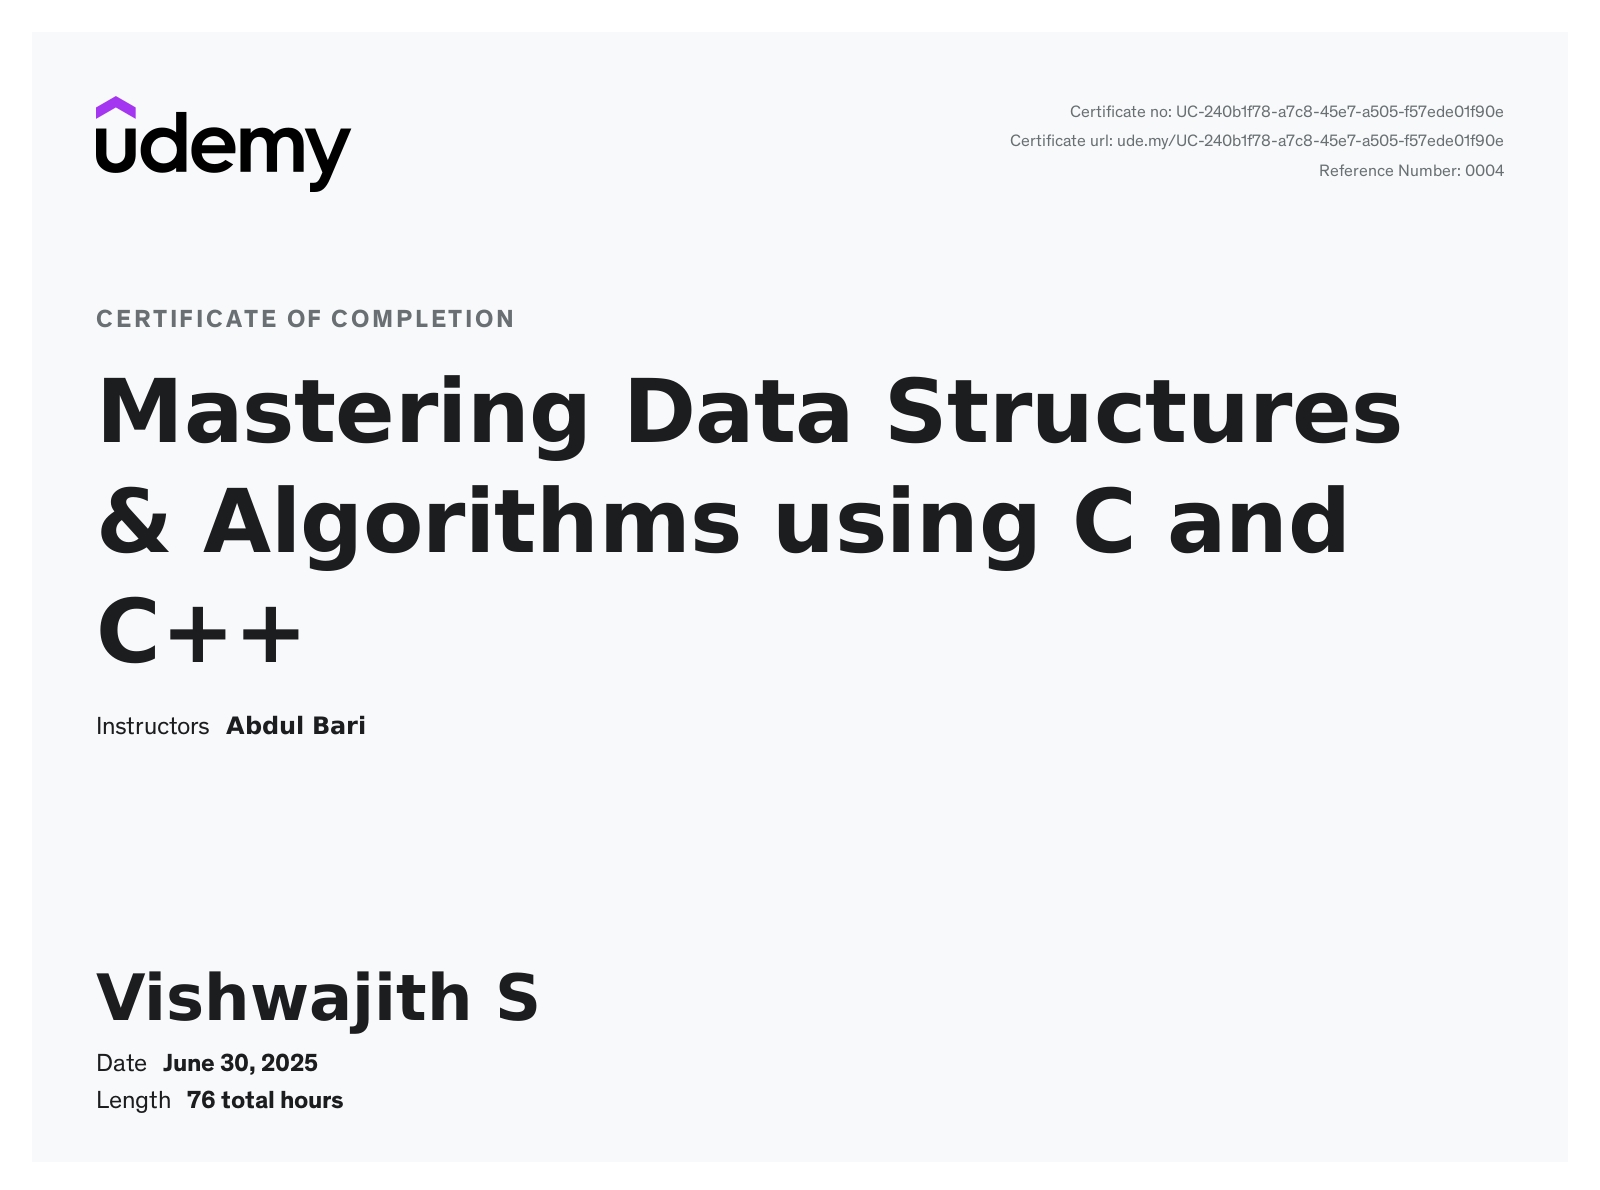 udemy
Certificate no: UC-240b1f78-a7c8-45e7-a505-f57ede01f90e
Certificate url: ude.my/UC-240b1f78-a7c8-45e7-a505-f57ede01f90e
Reference Number: 0004
CERTIFICATE OF COMPLETION
Mastering Data Structures
& Algorithms using C and
C++
Instructors Abdul Bari
Vishwajith S
Date June 30, 2025
Length 76 total hours